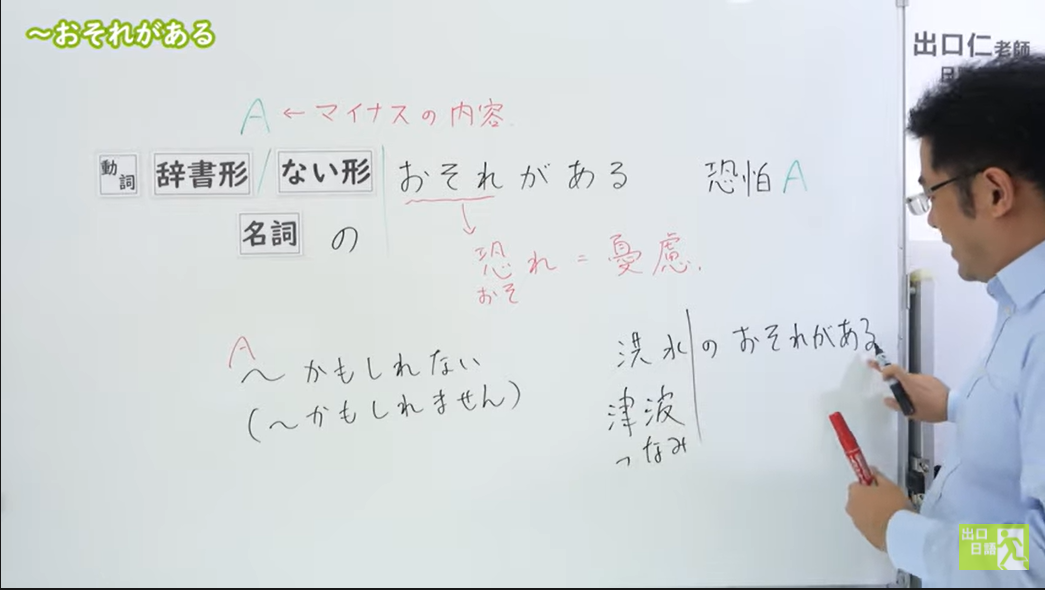 ～おそれがある
出口仁老師
A ← マイナスの内容.
動詞 辞書形 / ない形 おそれがある 恐怕 A
名詞 の
恐れ = 憂慮.
おそ
A
～かもしれない
(～かもしれません)
洪水のおそれがある
津波
つなみ
出口
日語